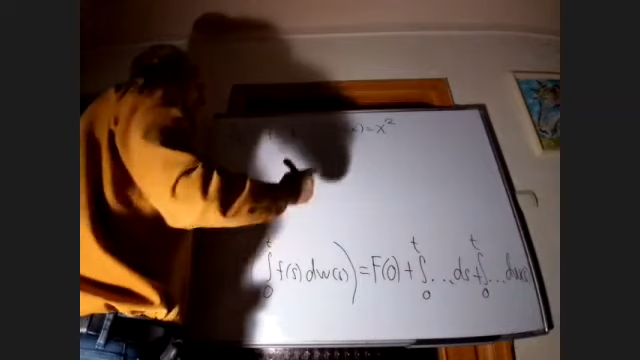 x)=x²
∫₀ᵗ f(s)dw(s))=F(0)+∫₀ᵗ...ds+∫₀ᵗ...dw(s)